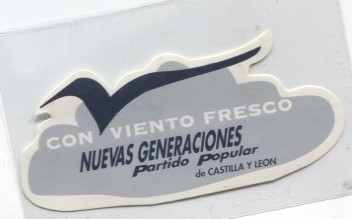 CON VIENTO FRESCO
NUEVAS GENERACIONES
Partido Popular
de CASTILLA Y LEON